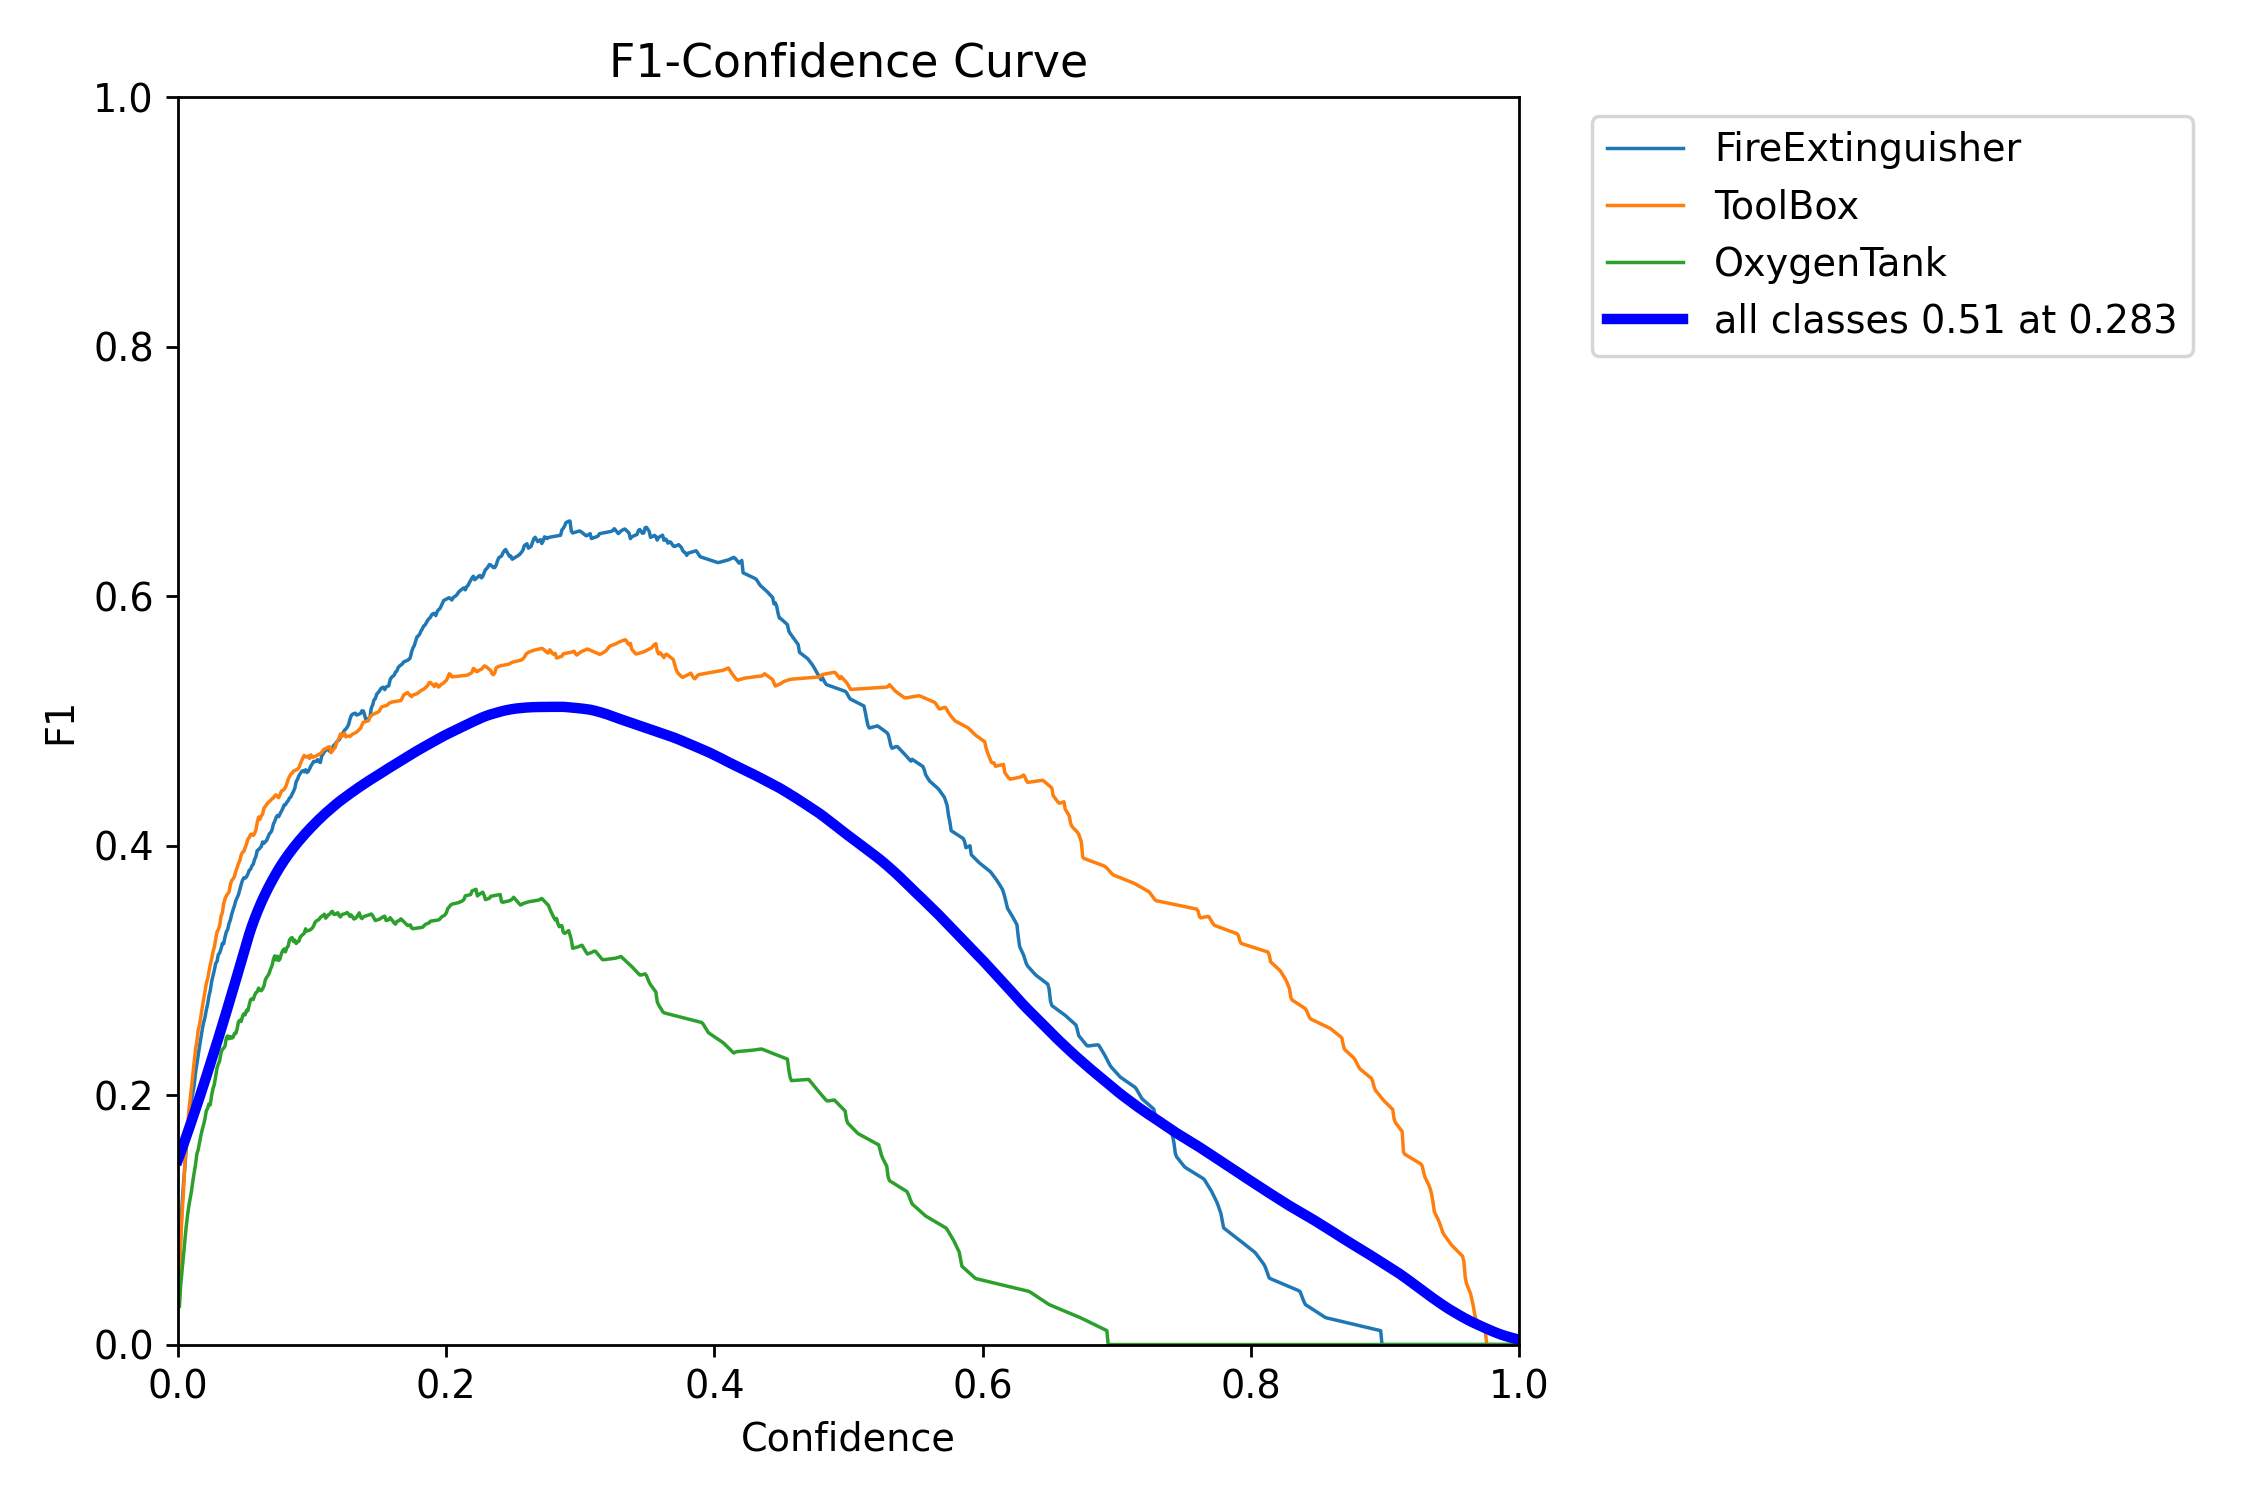 F1-Confidence Curve
1.0
0.8
0.6
0.4
0.2
0.0
F1
0.0 0.2 0.4 0.6 0.8 1.0
Confidence
FireExtinguisher
ToolBox
OxygenTank
all classes 0.51 at 0.283